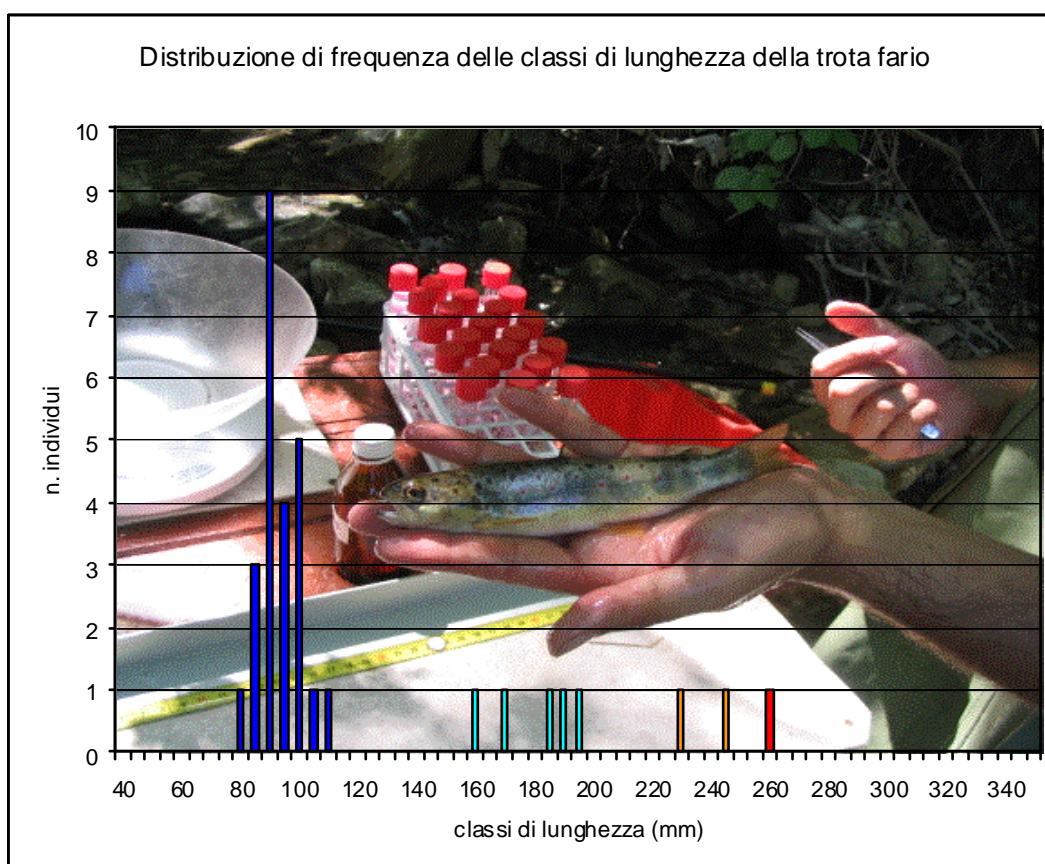 Distribuzione di frequenza delle classi di lunghezza della trota fario
10
9
8
7
6
5
4
3
2
1
0
n. individui
40 60 80 100 120 140 160 180 200 220 240 260 280 300 320 340
classi di lunghezza (mm)